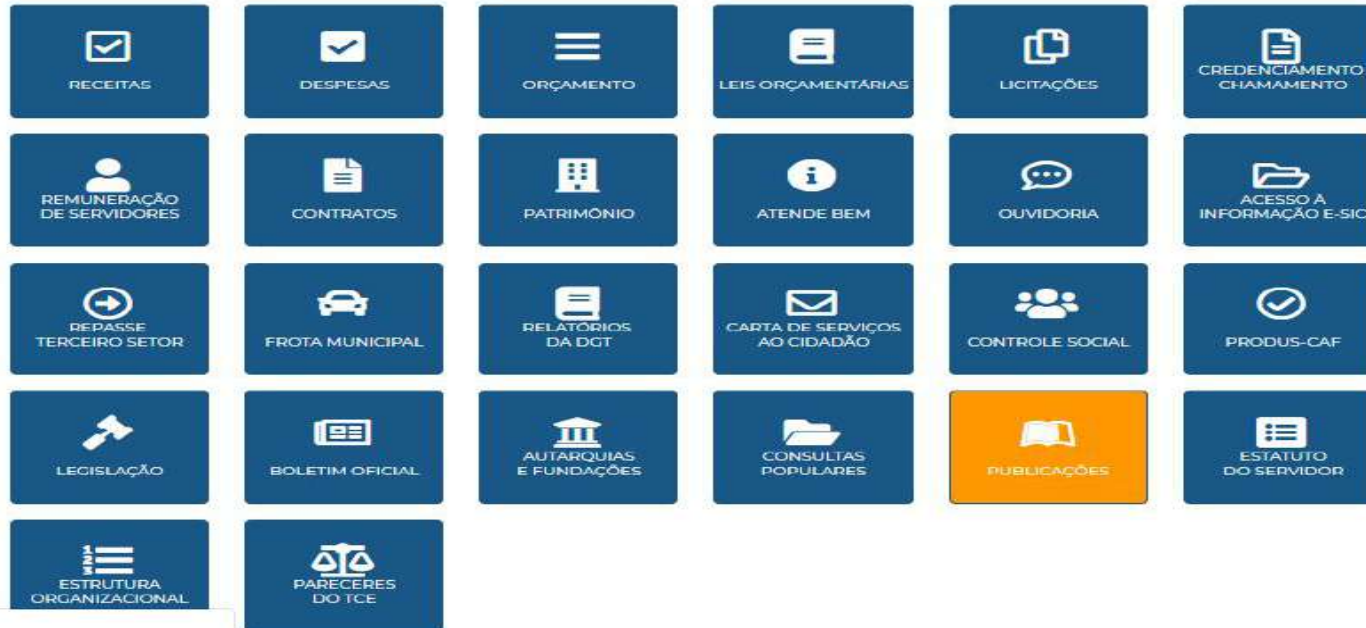 RECEITAS
DESPESAS
ORÇAMENTO
LEIS ORÇAMENTÁRIAS
LICITAÇÕES
CREDENCIAMENTO
CHAMAMENTO
REMUNERAÇÃO
DE SERVIDORES
CONTRATOS
PATRIMÔNIO
ATENDE BEM
OUVIDORIA
ACESSO À
INFORMAÇÃO E-SIC
REPASSE
TERCEIRO SETOR
FROTA MUNICIPAL
RELATÓRIOS
DA DGT
CARTA DE SERVIÇOS
AO CIDADÃO
CONTROLE SOCIAL
PRODUS-CAF
LEGISLAÇÃO
BOLETIM OFICIAL
AUTARQUIAS
E FUNDAÇÕES
CONSULTAS
POPULARES
PUBLICAÇÕES
ESTATUTO
DO SERVIDOR
ESTRUTURA
ORGANIZACIONAL
PARECERES
DO TCE